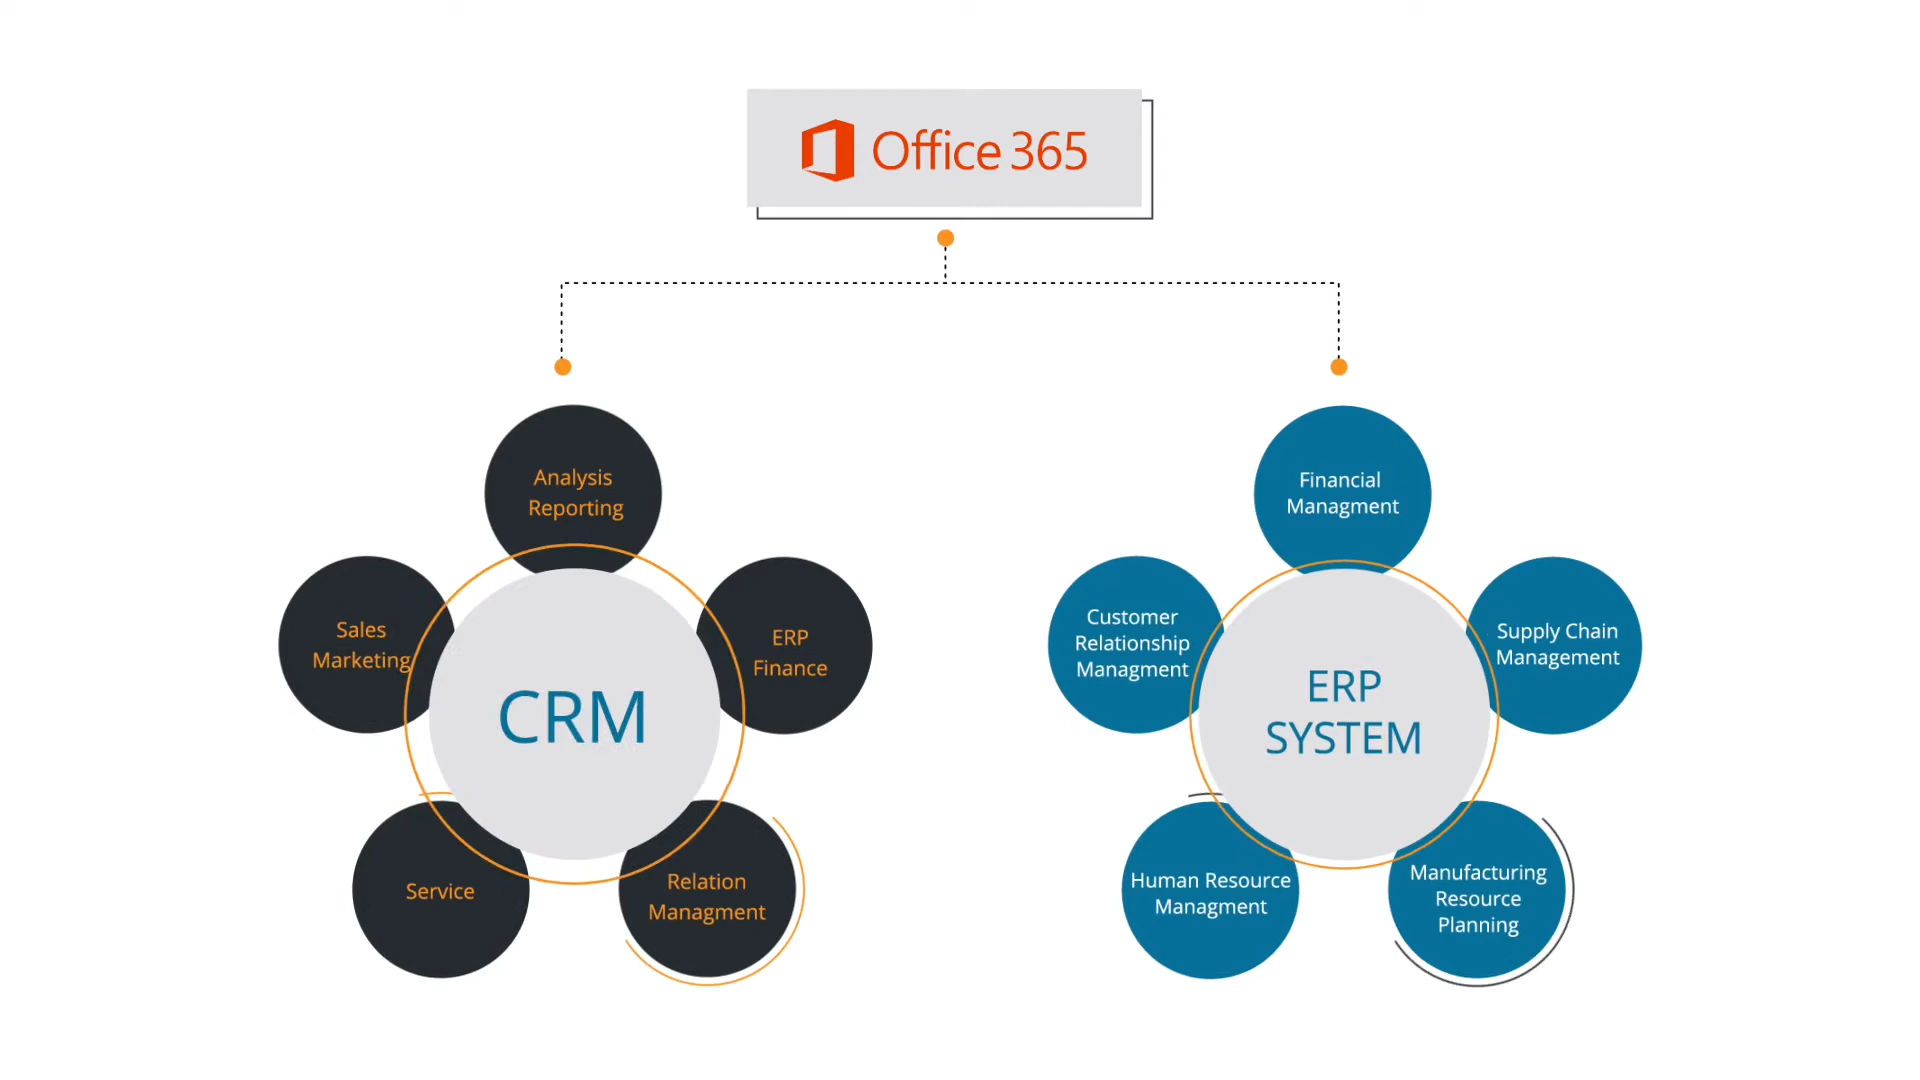 Office 365
Analysis
Reporting
Sales
Marketing
ERP
Finance
CRM
Service
Relation
Managment
Financial
Managment
Customer
Relationship
Managment
Supply Chain
Management
ERP
SYSTEM
Human Resource
Managment
Manufacturing
Resource
Planning